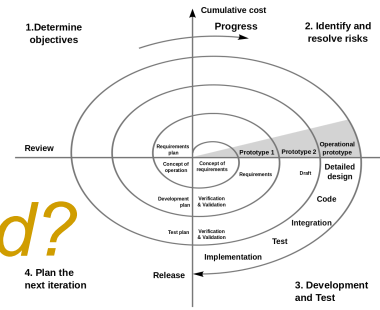 Cumulative cost
1.Determine
objectives
Progress
2. Identify and
resolve risks
Review
Requirements
plan
Prototype 1
Prototype 2
Operational
prototype
Concept of
operation
Concept of
requirements
Requirements
Draft
Detailed
design
Development
plan
Verification
& Validation
Code
d?
Test plan
Verification
& Validation
Integration
Test
Implementation
4. Plan the
next iteration
Release
3. Development
and Test